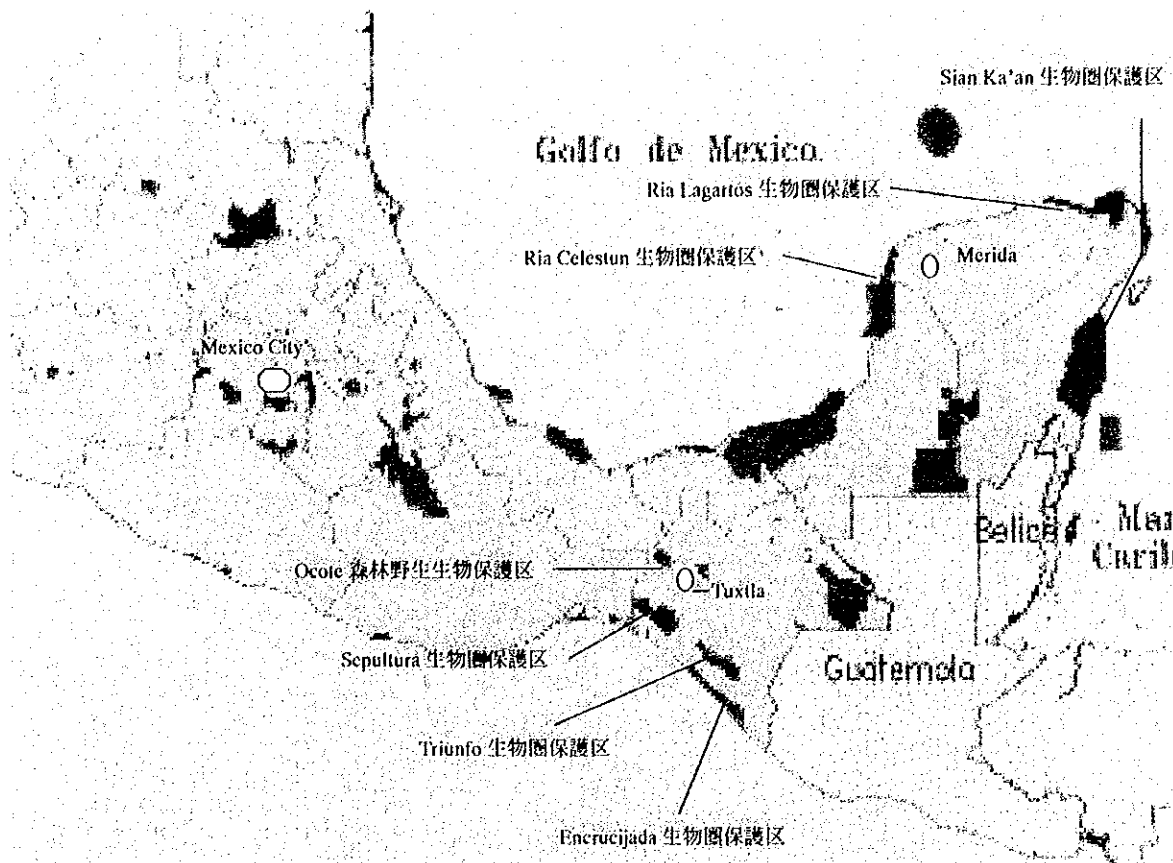 Sian Ka'an 生物圏保護区
Golfo de Mexico
Ria Lagartos 生物圏保護区
Ria Celestun 生物圏保護区
Merida
Mexico City
Belice
Mar
Ocote 森林野生生物保護区
Tuxtla
Sepultura 生物圏保護区
Guatemala
Triunfo 生物圏保護区
Encrucijada 生物圏保護区